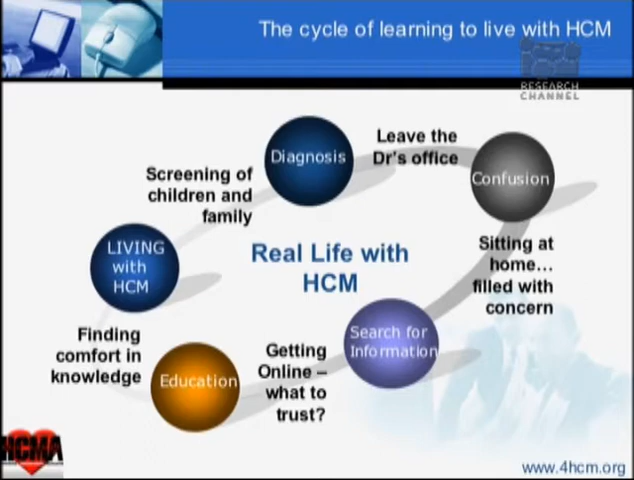 The cycle of learning to live with HCM
RESEARCH
CHANNEL
Diagnosis
Leave the
Dr's office
Confusion
Screening of
children and
family
LIVING
with
HCM
Real Life with
HCM
Sitting at
home...
filled with
concern
Search for
Information
Finding
comfort in
knowledge
Education
Getting
Online –
what to
trust?
HCMA
www.4hcm.org